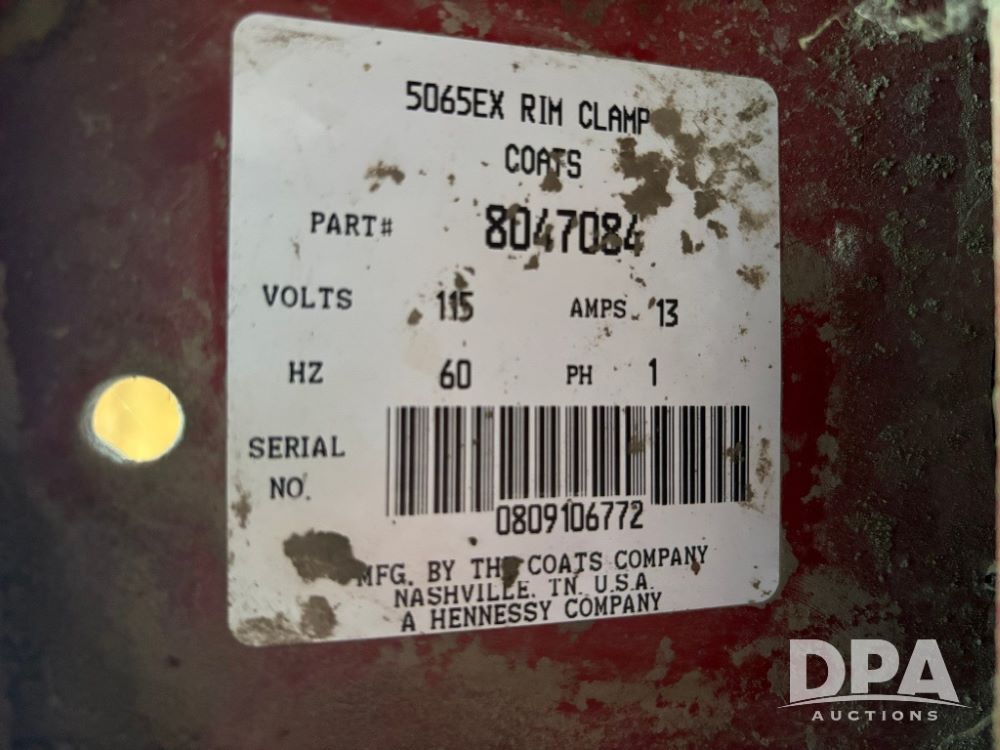 5065EX RIM CLAMP
COATS
PART# 8047084
VOLTS 115 AMPS 13
HZ 60 PH 1
SERIAL
NO. 0809106772
MFG. BY THE COATS COMPANY
NASHVILLE. TN U.S.A.
A HENNESSY COMPANY
DPA
AUCTIONS